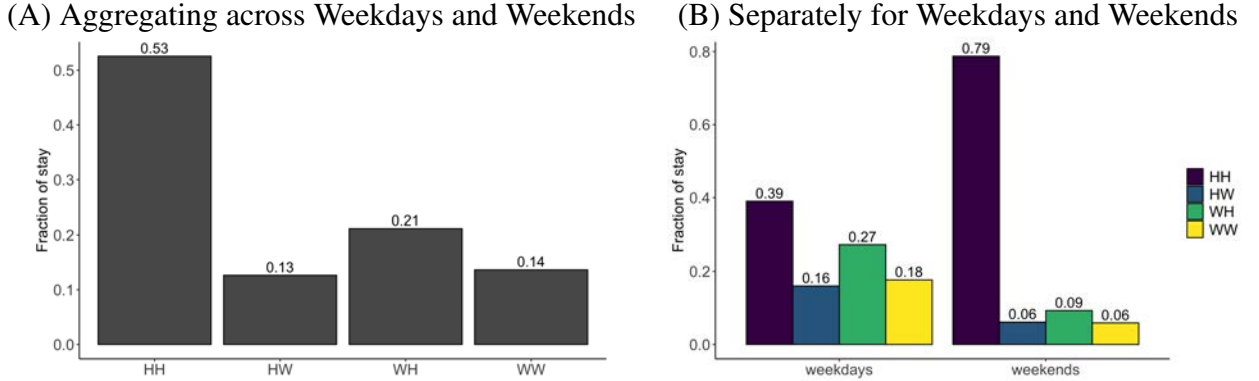 (A) Aggregating across Weekdays and Weekends
Fraction of stay
0.5
0.4
0.3
0.2
0.1
0.0
0.53
0.13
0.21
0.14
HH HW WH WW
(B) Separately for Weekdays and Weekends
Fraction of stay
0.8
0.6
0.4
0.2
0.0
0.39
0.16
0.27
0.18
0.79
0.06
0.09
0.06
weekdays weekends
HH
HW
WH
WW